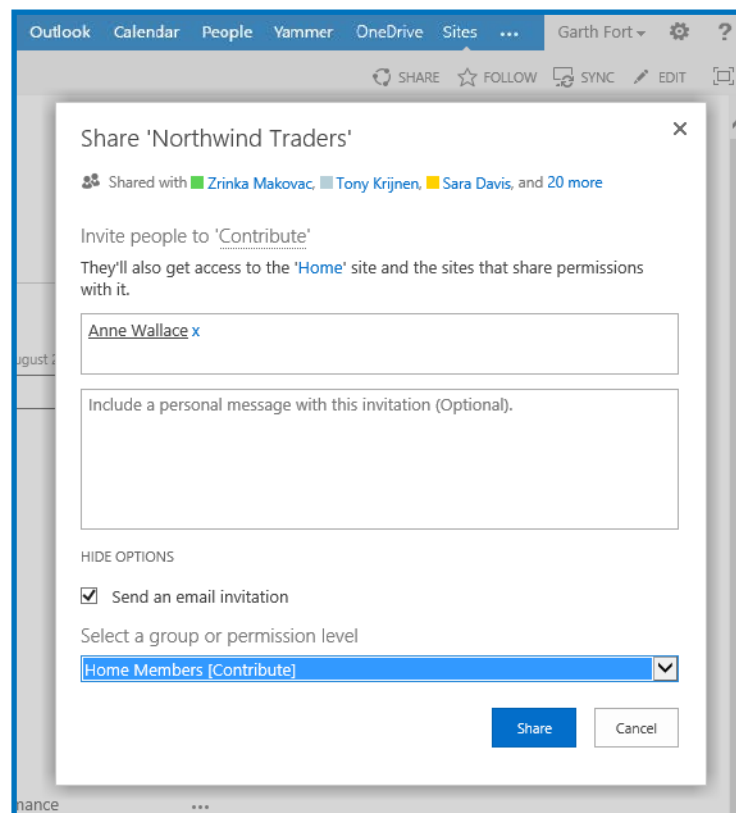 Outlook Calendar People Yammer OneDrive Sites ... Garth Fort ?
SHARE FOLLOW SYNC EDIT
Share 'Northwind Traders'
Shared with Zrinka Makovac, Tony Krijnen, Sara Davis, and 20 more
Invite people to 'Contribute'
They'll also get access to the 'Home' site and the sites that share permissions
with it.
Anne Wallace x
Include a personal message with this invitation (Optional).
HIDE OPTIONS
Send an email invitation
Select a group or permission level
Home Members [Contribute]
Share Cancel
...